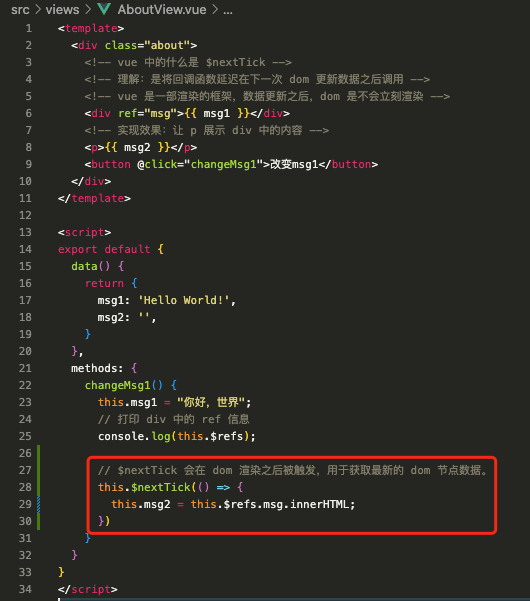 src > views > AboutView.vue > ...
1 <template>
2 <div class="about">
3 <!-- vue 中的什么是 $nextTick -->
4 <!-- 理解：是将回调函数延迟在下一次 dom 更新数据之后调用 -->
5 <!-- vue 是一部渲染的框架，数据更新之后，dom 是不会立刻渲染 -->
6 <div ref="msg">{{ msg1 }}</div>
7 <!-- 实现效果：让 p 展示 div 中的内容 -->
8 <p>{{ msg2 }}</p>
9 <button @click="changeMsg1">改变msg1</button>
10 </div>
11 </template>
12
13 <script>
14 export default {
15 data() {
16 return {
17 msg1: 'Hello World!',
18 msg2: '',
19 }
20 },
21 methods: {
22 changeMsg1() {
23 this.msg1 = "你好，世界";
24 // 打印 div 中的 ref 信息
25 console.log(this.$refs);
26
27 // $nextTick 会在 dom 渲染之后被触发，用于获取最新的 dom 节点数据。
28 this.$nextTick(() => {
29 this.msg2 = this.$refs.msg.innerHTML;
30 })
31 }
32 }
33 }
34 </script>